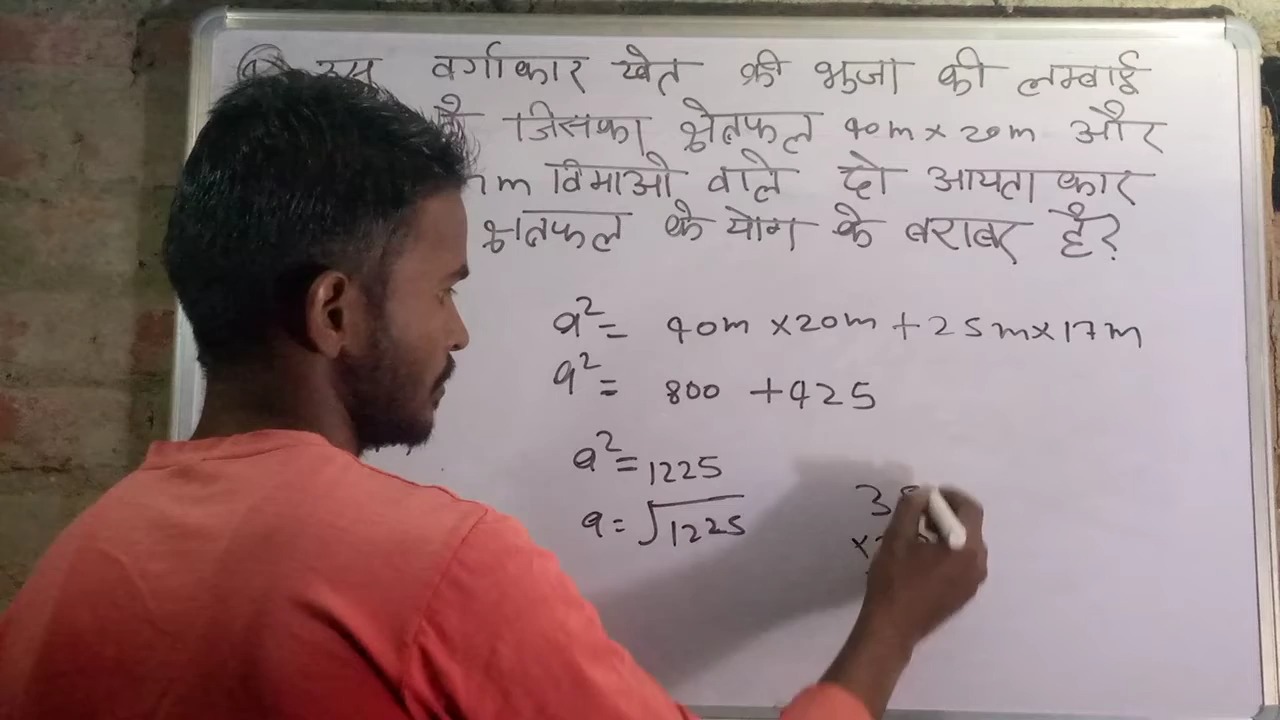 उस वर्गाकार खेत की भुजा की लम्बाई
है जिसका क्षेत्रफल 40m x 20m और
m विमाओ वाले दो आयताकार
क्षेत्रफल के योग के बराबर है?
a² = 40m x 20m + 25m x 17m
a² = 800 + 425
a² = 1225
a = √1225
3
x